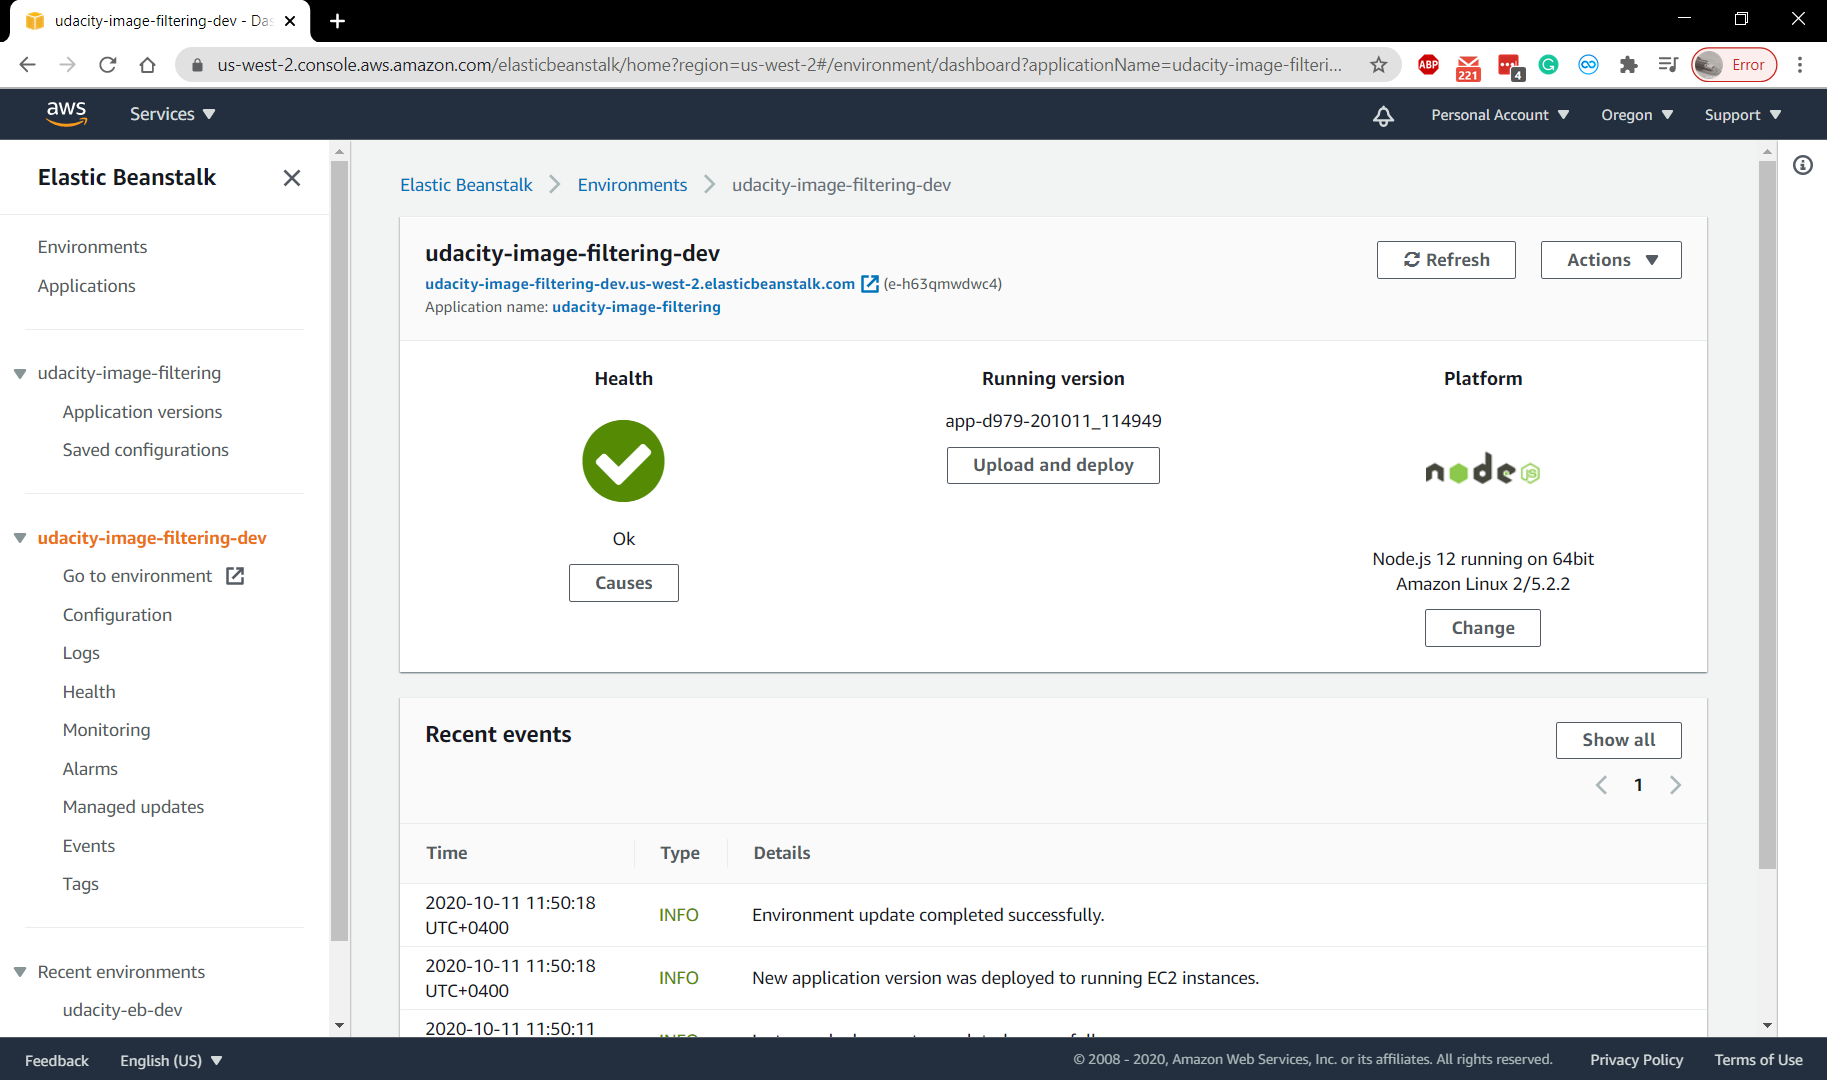 udacity-image-filtering-dev - Da
us-west-2.console.aws.amazon.com/elasticbeanstalk/home?region=us-west-2#/environment/dashboard?applicationName=udacity-image-filteri...
ABP
221
4
Error
aws
Services
Personal Account
Oregon
Support
Elastic Beanstalk
Environments
Applications
udacity-image-filtering
Application versions
Saved configurations
udacity-image-filtering-dev
Go to environment
Configuration
Logs
Health
Monitoring
Alarms
Managed updates
Events
Tags
Recent environments
udacity-eb-dev
Elastic Beanstalk > Environments > udacity-image-filtering-dev
udacity-image-filtering-dev
udacity-image-filtering-dev.us-west-2.elasticbeanstalk.com (e-h63qmwdwc4)
Application name: udacity-image-filtering
Refresh
Actions
Health
Ok
Causes
Running version
app-d979-201011_114949
Upload and deploy
Platform
node JS
Node.js 12 running on 64bit
Amazon Linux 2/5.2.2
Change
Recent events
Show all
1
Time Type Details
2020-10-11 11:50:18 UTC+0400 INFO Environment update completed successfully.
2020-10-11 11:50:18 UTC+0400 INFO New application version was deployed to running EC2 instances.
2020-10-11 11:50:11
Feedback
English (US)
© 2008 - 2020, Amazon Web Services, Inc. or its affiliates. All rights reserved.
Privacy Policy
Terms of Use